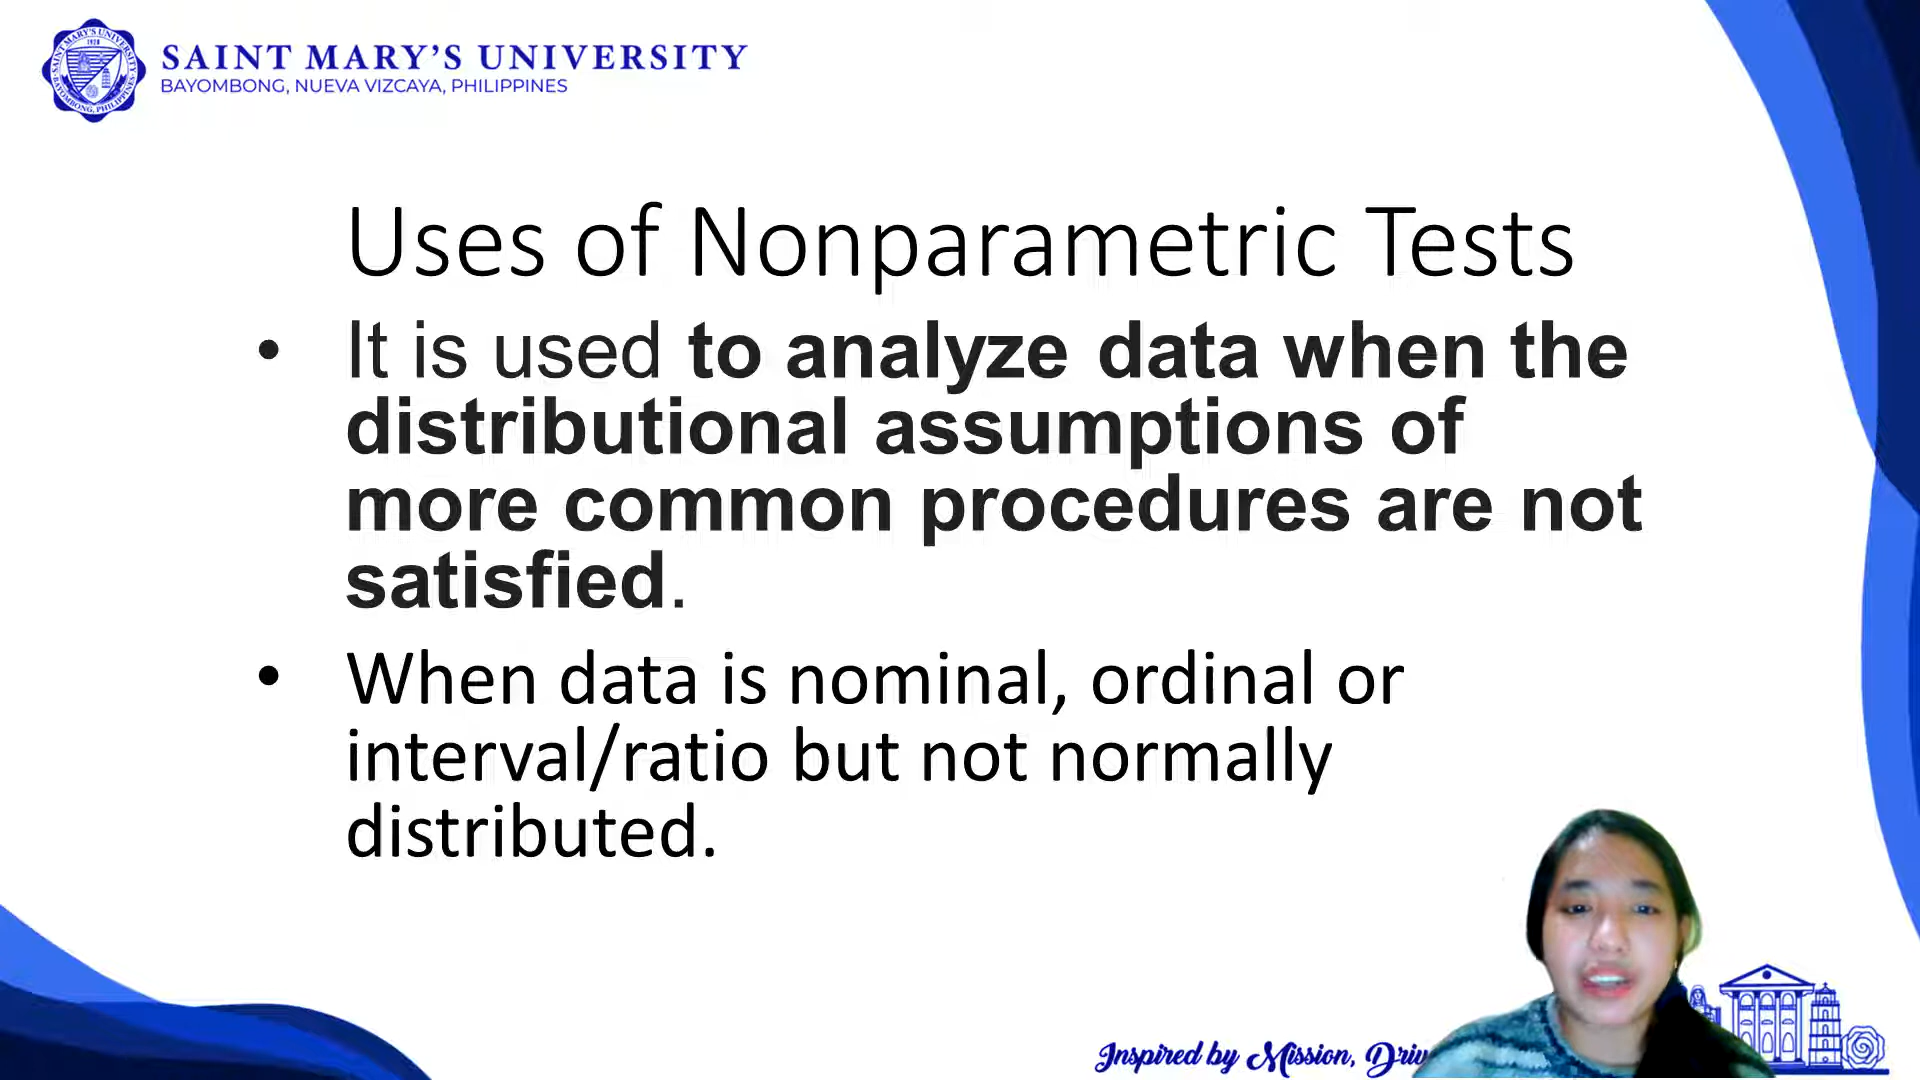 SAINT MARY'S UNIVERSITY
BAYOMBONG, NUEVA VIZCAYA, PHILIPPINES
Uses of Nonparametric Tests
• It is used to analyze data when the
distributional assumptions of
more common procedures are not
satisfied.
• When data is nominal, ordinal or
interval/ratio but not normally
distributed.
Inspired by Mission, Driv